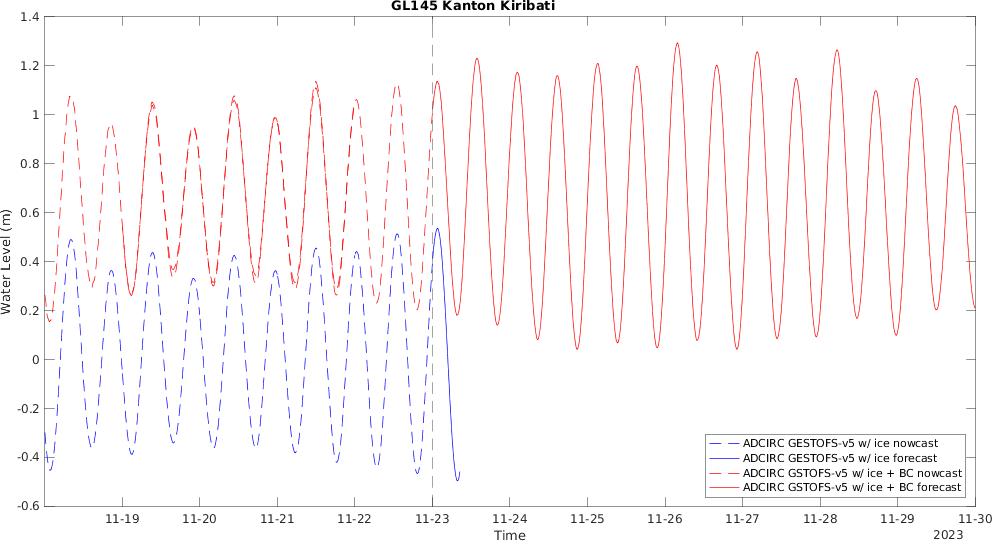 GL145 Kanton Kiribati
1.4
1.2
1
0.8
0.6
0.4
0.2
0
-0.2
-0.4
-0.6
Water Level (m)
ADCIRC GESTOFS-v5 w/ ice nowcast
ADCIRC GESTOFS-v5 w/ ice forecast
ADCIRC GSTOFS-v5 w/ ice + BC nowcast
ADCIRC GSTOFS-v5 w/ ice + BC forecast
11-19 11-20 11-21 11-22 11-23 11-24 11-25 11-26 11-27 11-28 11-29 11-30
Time
2023